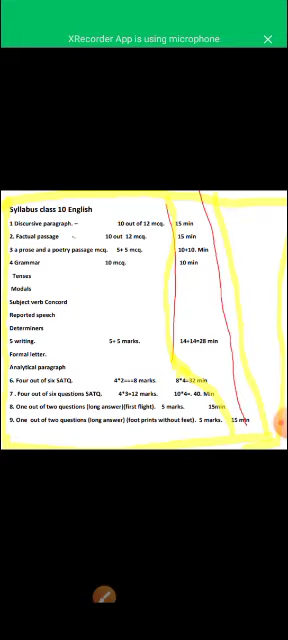 XRecorder App is using microphone
Syllabus class 10 English
1 Discursive paragraph. – 10 out of 12 mcq. 15 min
2. Factual passage -. 10 out 12 mcq. 15 min
3 a prose and a poetry passage mcq. 5+ 5 mcq. 10+10. Min
4 Grammar 10 mcq. 10 min
Tenses
Modals
Subject verb Concord
Reported speech
Determiners
5 writing. 5+ 5 marks. 14+14=28 min
Formal letter.
Analytical paragraph
6. Four out of six SATQ. 4*2===8 marks. 8*4=32 min
7 . Four out of six questions SATQ. 4*3=12 marks. 10*4=. 40. Min
8. One out of two questions (long answer)(first flight). 5 marks. 15min
9. One out of two questions (long answer) (foot prints without feet). 5 marks. 15 min